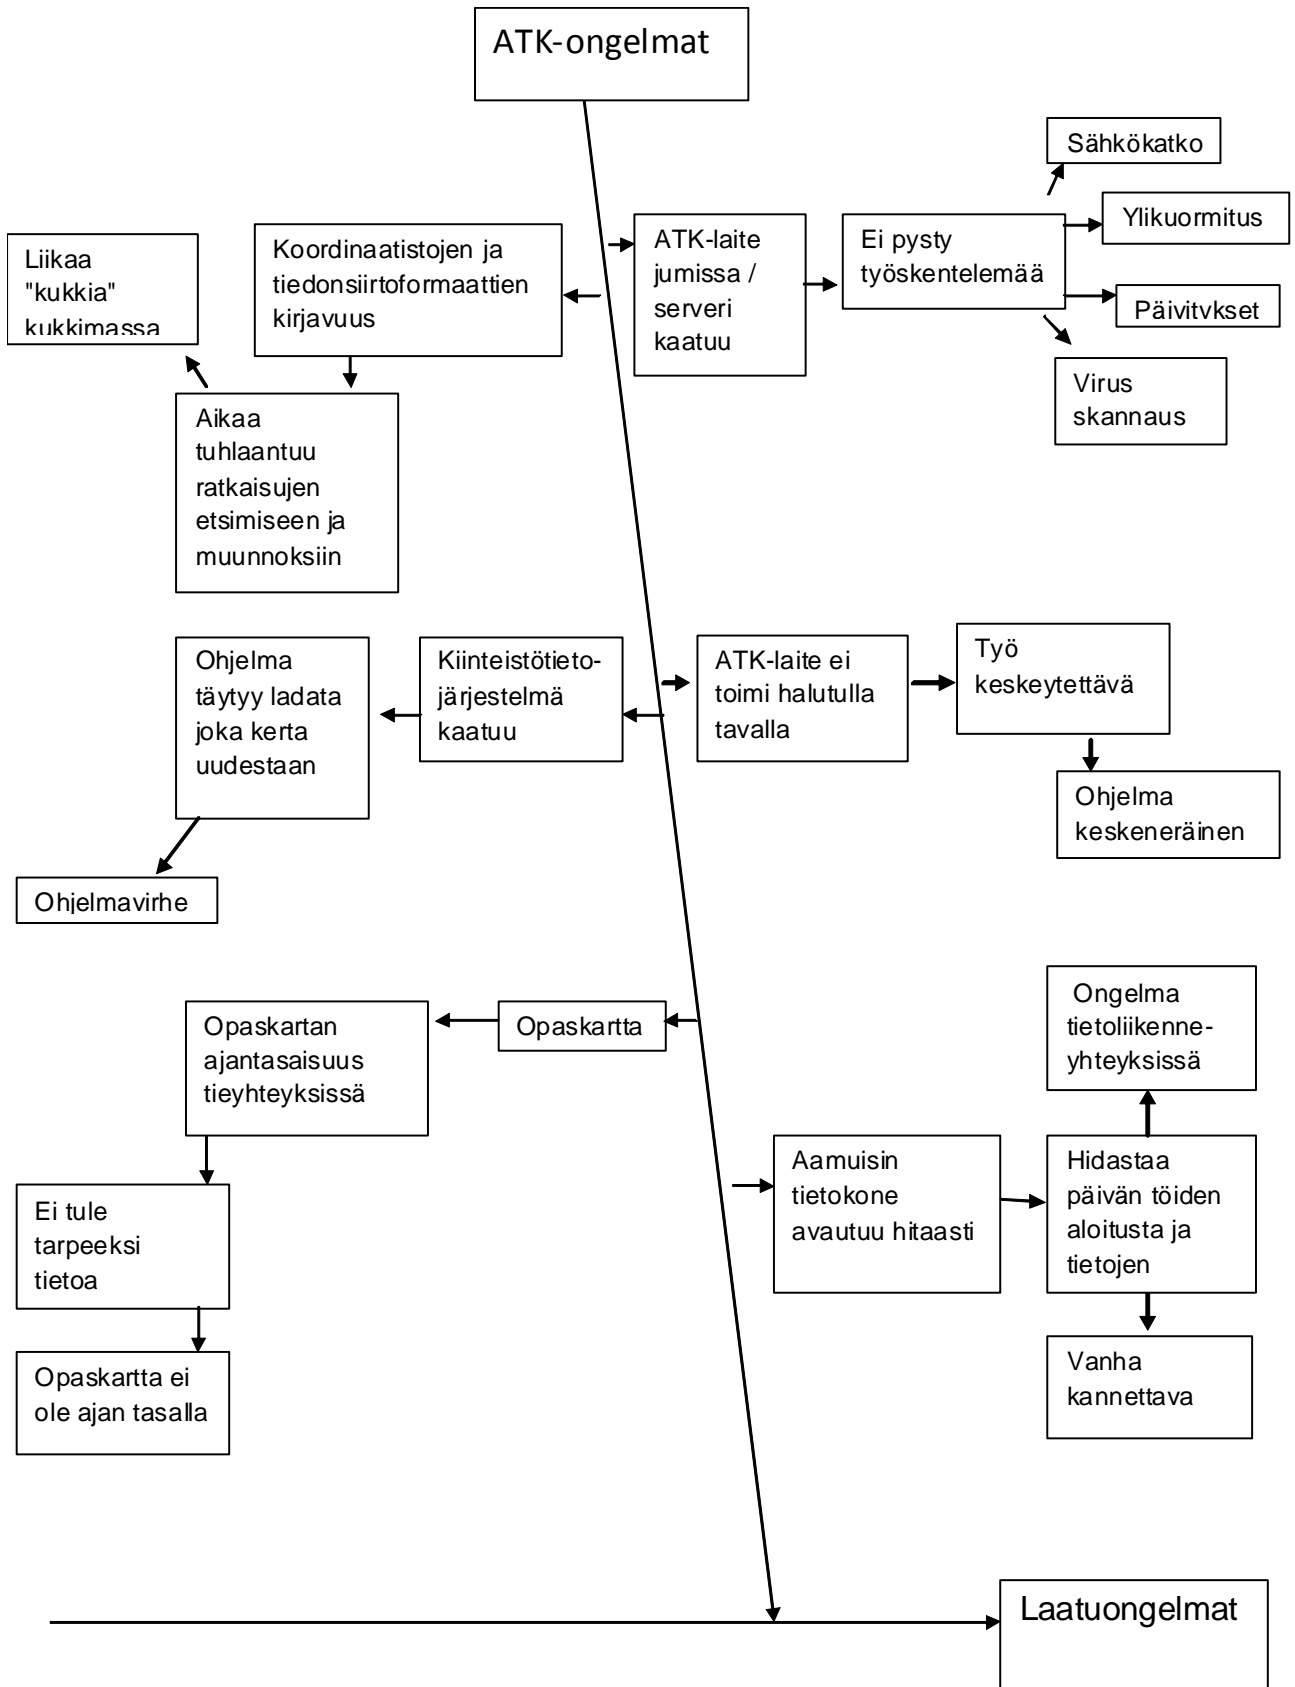 ATK-ongelmat
Sähkökatko
Ylikuormitus
ATK-laite
jumissa /
serveri
kaatuu
Ei pysty
työskentelemää
Koordinaatistojen ja
tiedonsiirtoformaattien
kirjavuus
Liikaa
"kukkia"
kukkimassa
Päivitykset
Virus
skannaus
Aikaa
tuhlaantuu
ratkaisujen
etsimiseen ja
muunnoksiin
Ohjelma
täytyy ladata
joka kerta
uudestaan
Kiinteistötieto-
järjestelmä
kaatuu
ATK-laite ei
toimi halutulla
tavalla
Työ
keskeytettävä
Ohjelma
keskeneräinen
Ohjelmavirhe
Ongelma
tietoliikenne-
yhteyksissä
Opaskartan
ajantasaisuus
tieyhteyksissä
Opaskartta
Aamuisin
tietokone
avautuu hitaasti
Hidastaa
päivän töiden
aloitusta ja
tietojen
Ei tule
tarpeeksi
tietoa
Vanha
kannettava
Opaskartta ei
ole ajan tasalla
Laatuongelmat